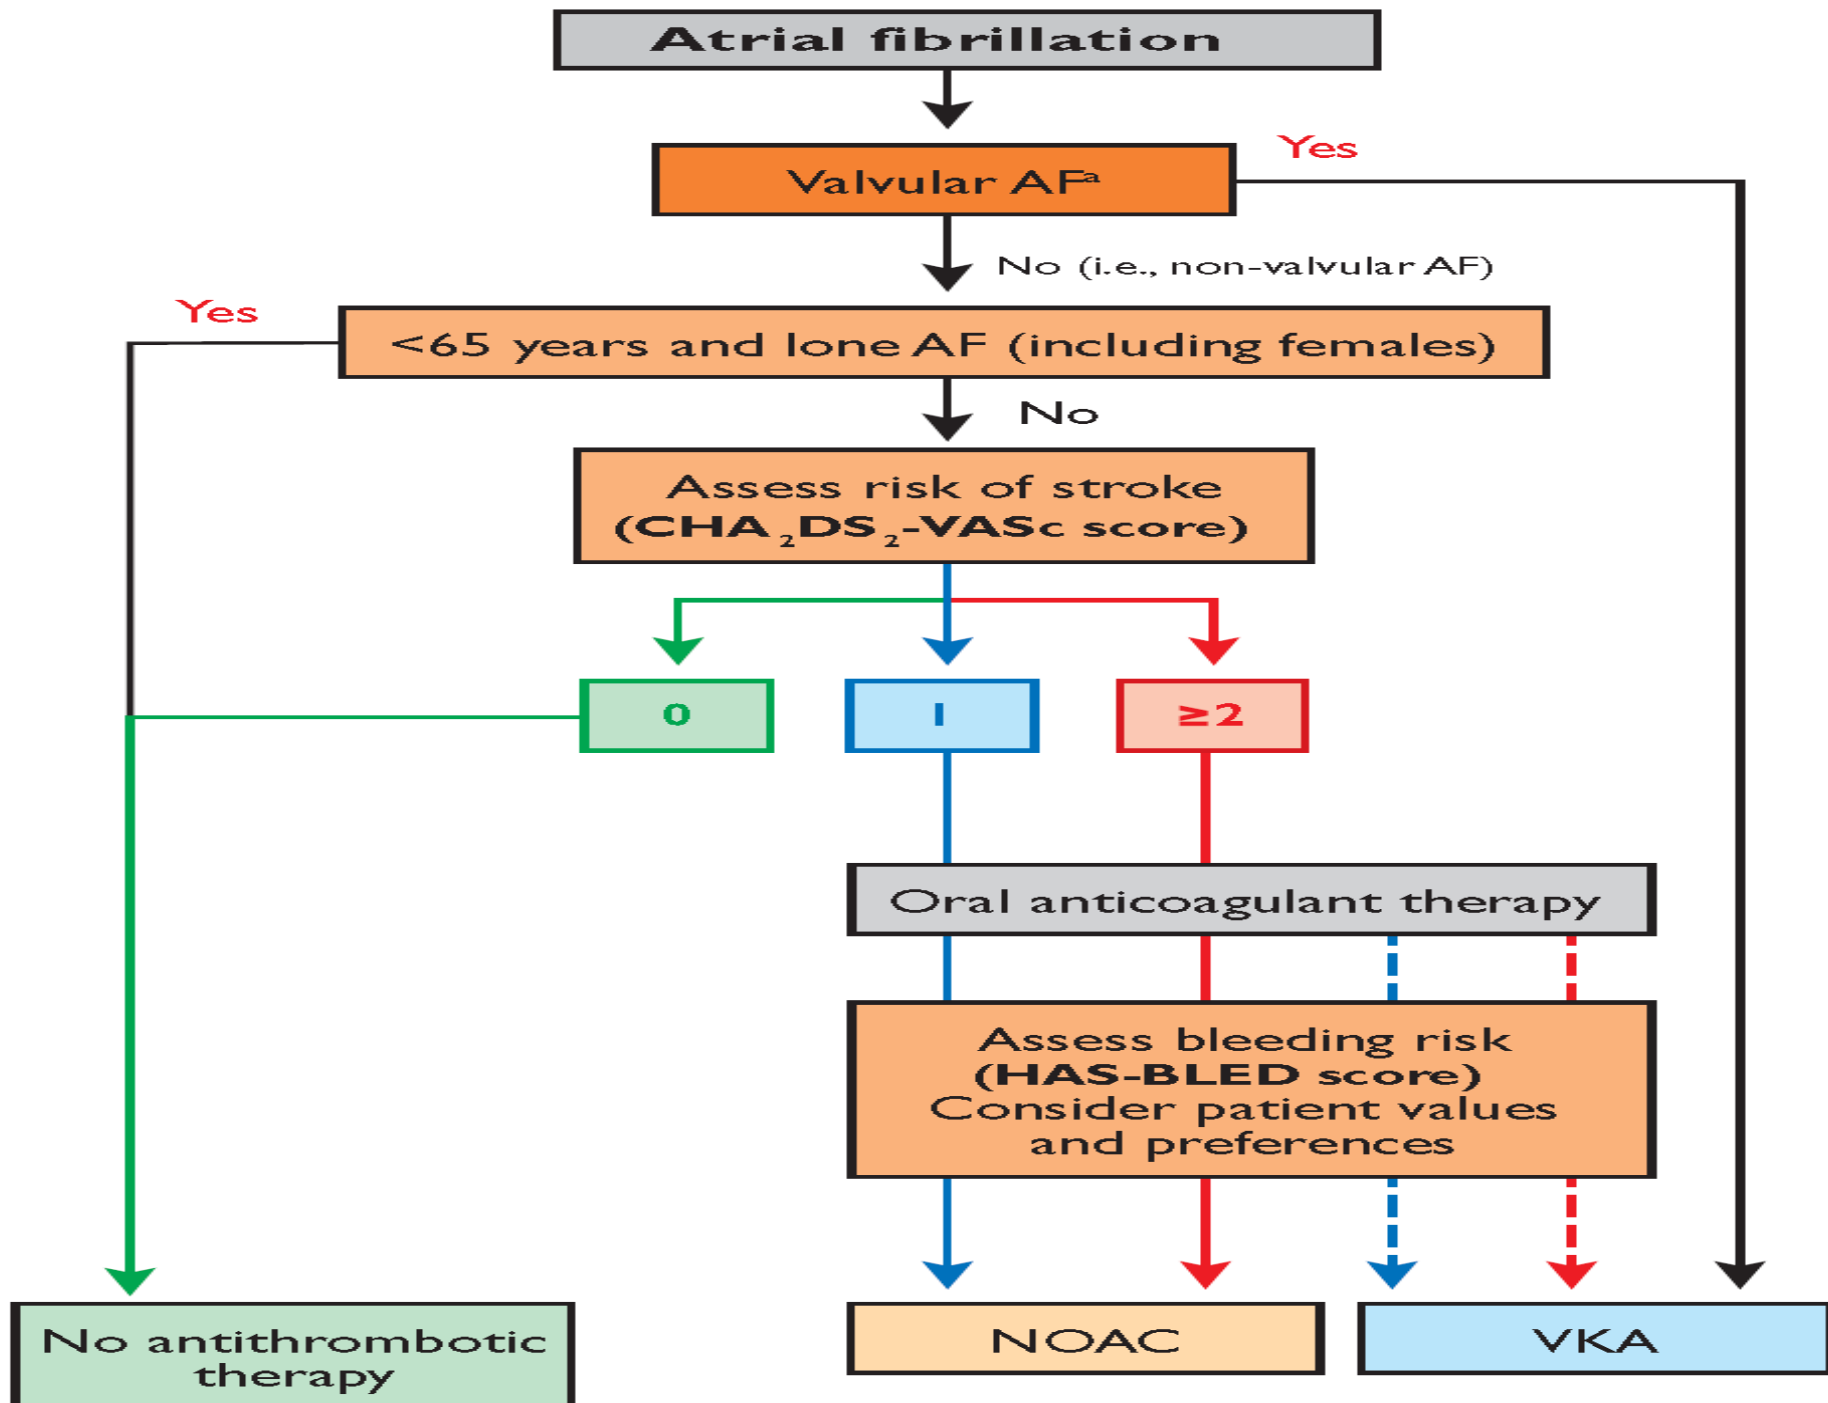 Atrial fibrillation
Valvular AFᵃ
Yes
No (i.e., non-valvular AF)
Yes
<65 years and lone AF (including females)
No
Assess risk of stroke
(CHA₂DS₂-VASc score)
0
1
≥2
Oral anticoagulant therapy
Assess bleeding risk
(HAS-BLED score)
Consider patient values
and preferences
No antithrombotic
therapy
NOAC
VKA